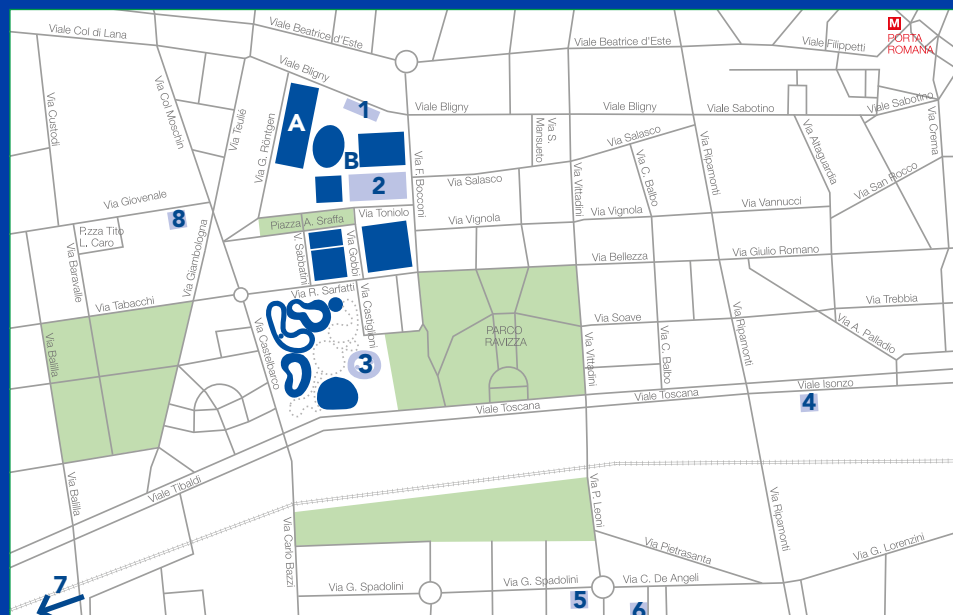 Viale Col di Lana
Viale Beatrice d'Este
Viale Beatrice d'Este
Viale Filippetti
M
PORTA
ROMANA
Viale Bligny
Viale Bligny
Viale Bligny
Viale Sabotino
Viale Sabotino
Via Custodi
Via Col Moschin
Via Teulié
Via G. Röntgen
A
1
B
2
Via F. Bocconi
Via S.
Mansueto
Via Salasco
Via Salasco
Via Vittadini
Via C. Balbo
Via Ripamonti
Via Altaguardia
Via San Rocco
Via Crema
Via Giovenale
8
P.zza Tito
L. Caro
Via Baravalle
Via Giambologna
Piazza A. Sraffa
Via Toniolo
Via Vignola
Via Vignola
Via Vannucci
V. Sabbatini
Via Gobbi
Via Bellezza
Via Giulio Romano
Via Tabacchi
Via R. Sarfatti
Via Castiglioni
Via Castelbarco
3
PARCO
RAVIZZA
Via Soave
Via Vittadini
Via C. Balbo
Via Ripamonti
Via Trebbia
Via A. Palladio
Via Balilla
Viale Toscana
Viale Toscana
Viale Isonzo
4
Via Balilla
Viale Tibaldi
Via Carlo Bazzi
Via P. Leoni
Via Ripamonti
Via Pietrasanta
Via G. Lorenzini
7
Via G. Spadolini
Via G. Spadolini
Via C. De Angeli
5
6